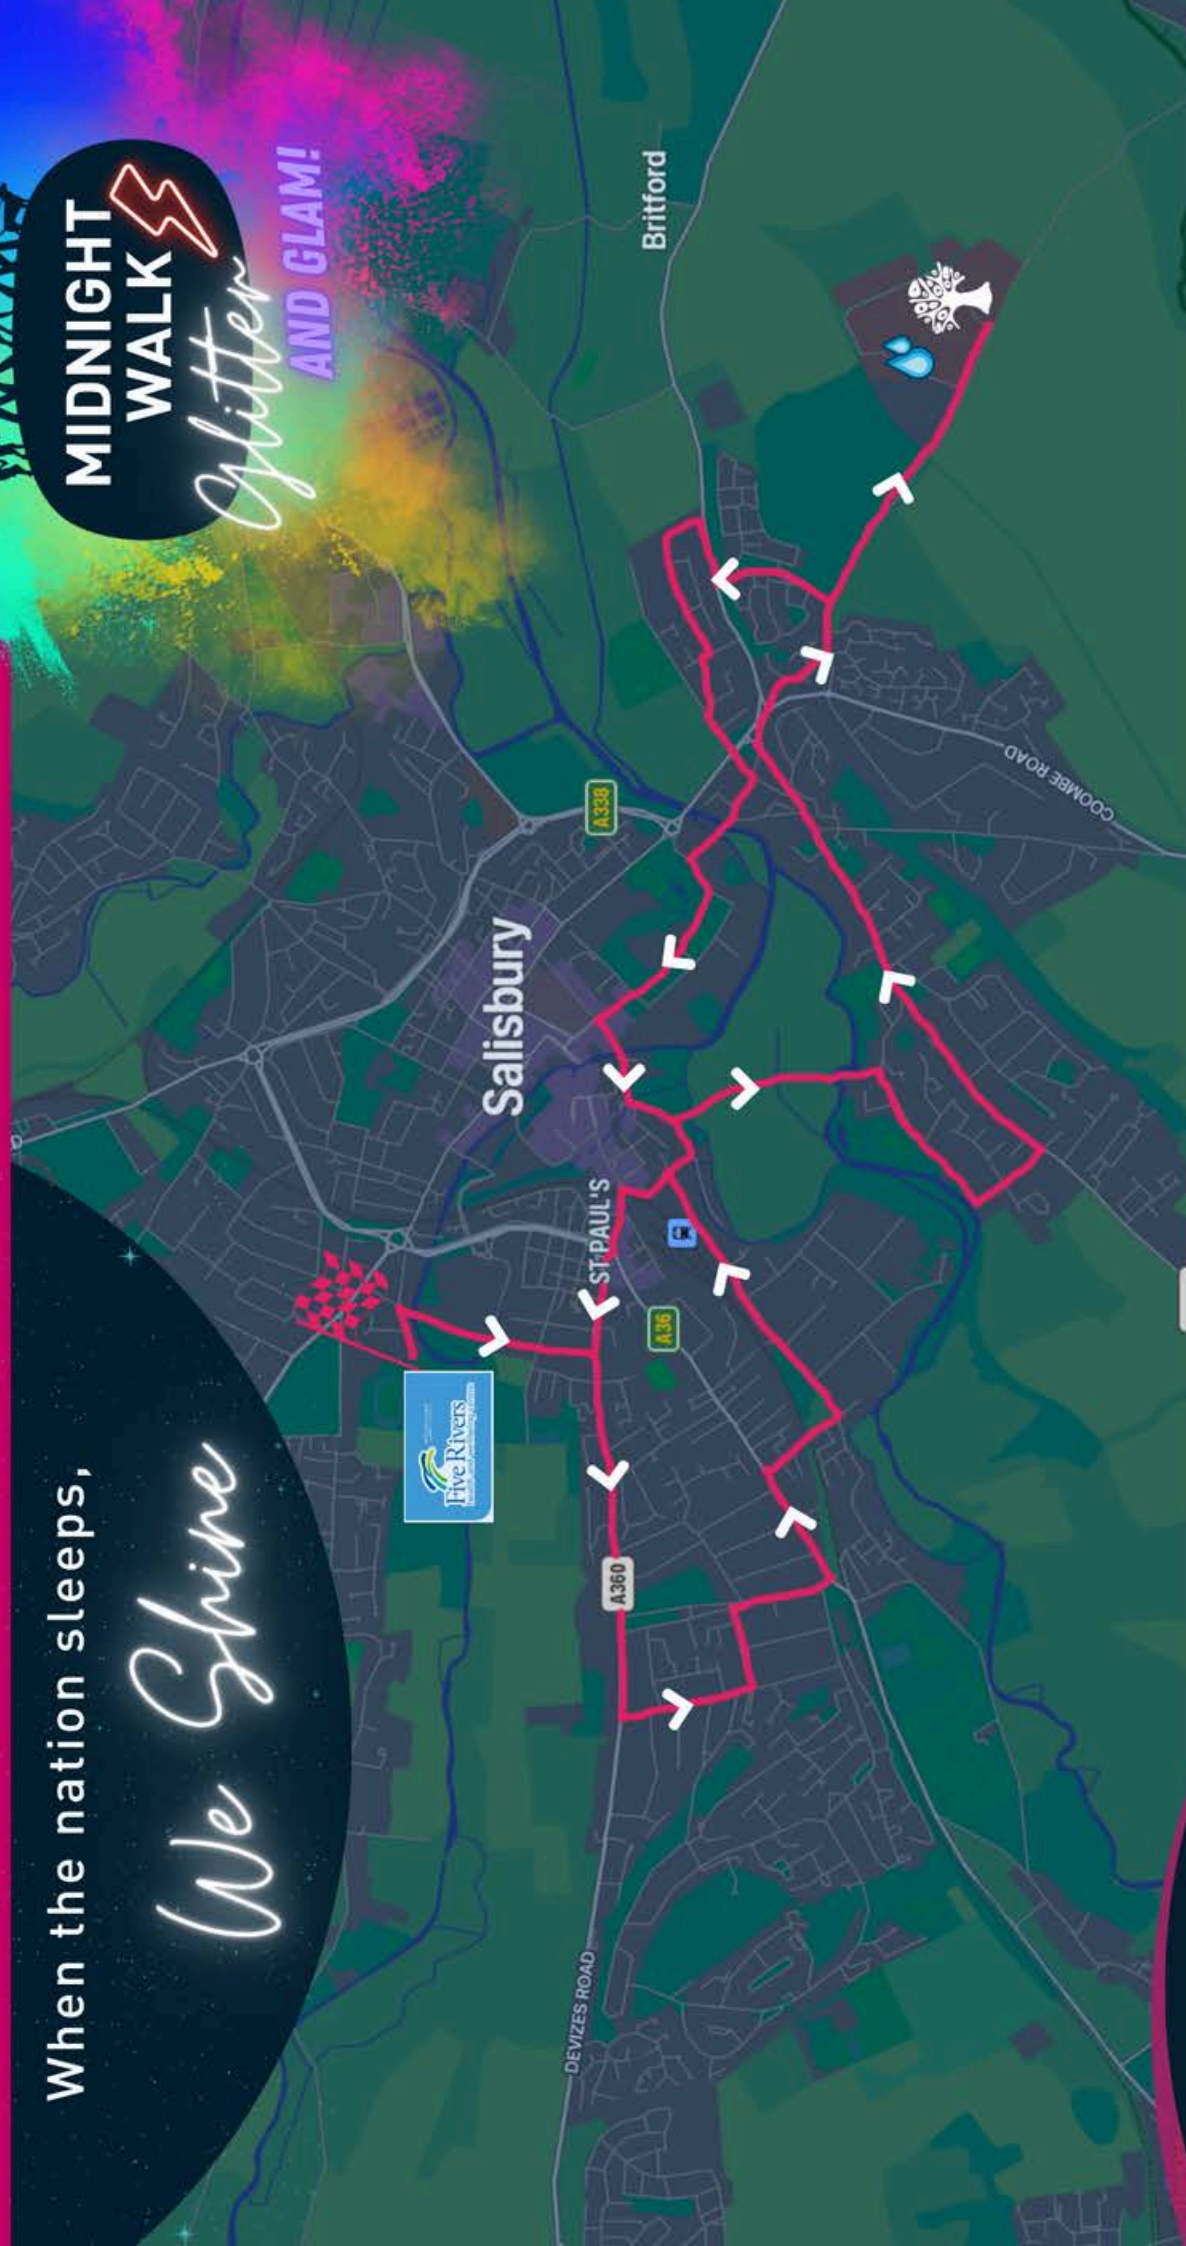 When the nation sleeps,
We Shine
MIDNIGHT
WALK
Glitter
AND GLAM!
Five Rivers
Salisbury
Britford
ST PAUL'S
A338
A36
A360
DEVIZES ROAD
COOMBE ROAD